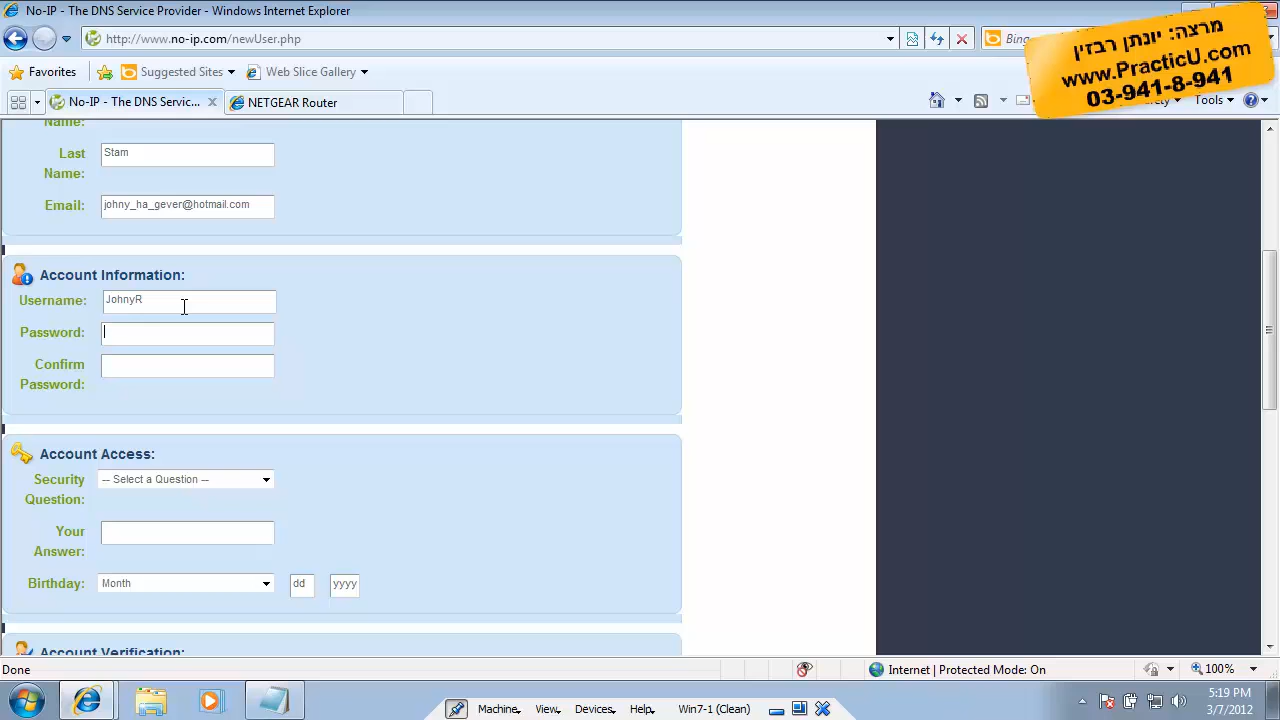 No-IP - The DNS Service Provider - Windows Internet Explorer
http://www.no-ip.com/newUser.php
Bing
מרצה: יונתן רבזין
www.PracticU.com
03-941-8-941
Favorites
Suggested Sites
Web Slice Gallery
No-IP - The DNS Servic...
NETGEAR Router
Tools
Name:
Last Name:
Stam
Email:
johny_ha_gever@hotmail.com
Account Information:
Username:
JohnyR
Password:
Confirm
Password:
Account Access:
Security
Question:
-- Select a Question --
Your
Answer:
Birthday:
Month
dd
yyyy
Account Verification:
Done
Internet | Protected Mode: On
100%
Machine
View
Devices
Help
Win7-1 (Clean)
5:19 PM
3/7/2012